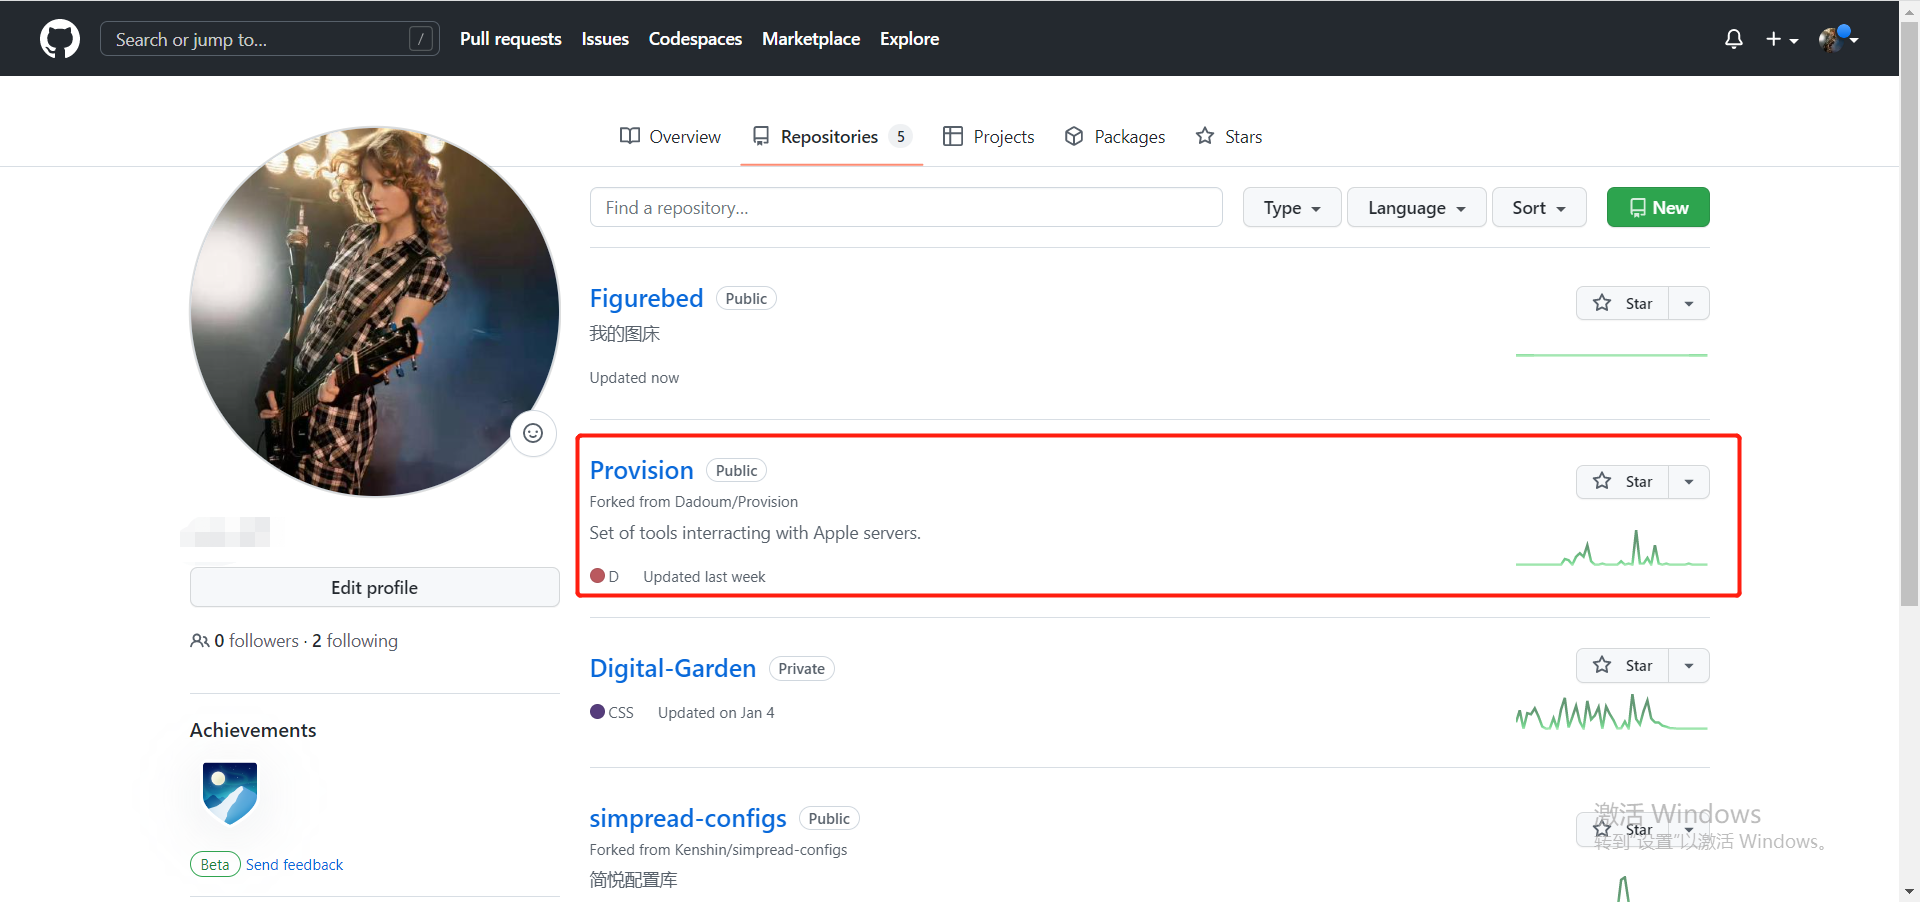 Search or jump to... /
Pull requests Issues Codespaces Marketplace Explore
Overview Repositories 5 Projects Packages Stars
Find a repository... Type Language Sort New
Figurebed Public Star
我的图床
Updated now
Provision Public Star
Forked from Dadoum/Provision
Set of tools interracting with Apple servers.
D Updated last week
Edit profile
0 followers · 2 following
Digital-Garden Private Star
CSS Updated on Jan 4
Achievements
Beta Send feedback
simpread-configs Public Star
Forked from Kenshin/simpread-configs
简悦配置库
激活 Windows
转到“设置”以激活 Windows。